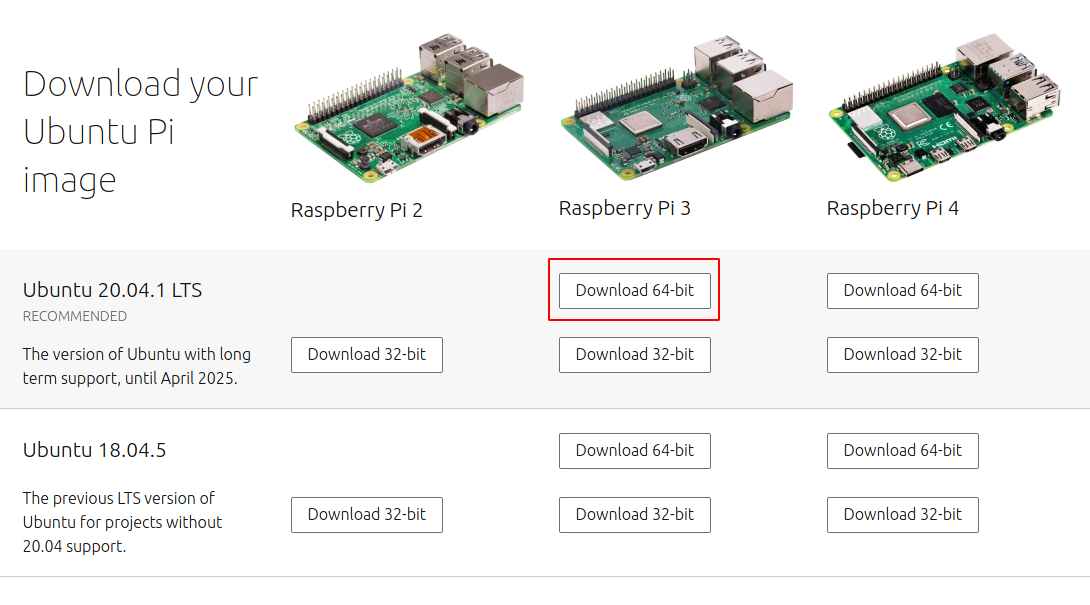 Download your
Ubuntu Pi
image
Raspberry Pi 2
Raspberry Pi 3
Raspberry Pi 4
Ubuntu 20.04.1 LTS
RECOMMENDED
The version of Ubuntu with long
term support, until April 2025.
Download 64-bit
Download 64-bit
Download 32-bit
Download 32-bit
Download 32-bit
Ubuntu 18.04.5
The previous LTS version of
Ubuntu for projects without
20.04 support.
Download 64-bit
Download 64-bit
Download 32-bit
Download 32-bit
Download 32-bit
HDMI